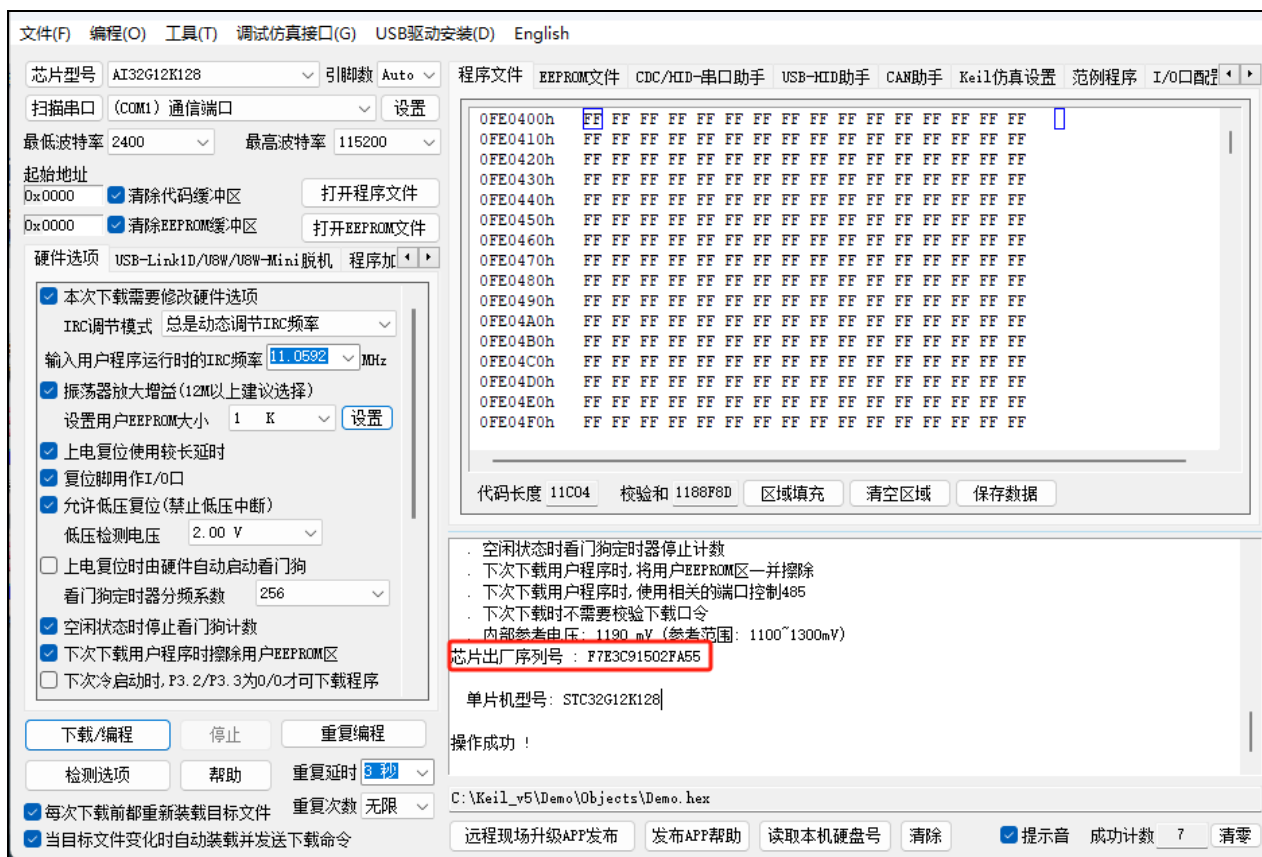 文件(F) 编程(O) 工具(T) 调试仿真接口(G) USB驱动安装(D) English
芯片型号 AI32G12K128 引脚数 Auto
扫描串口 (COM1) 通信端口 设置
最低波特率 2400 最高波特率 115200
起始地址
0x0000 清除代码缓冲区 打开程序文件
0x0000 清除EEPROM缓冲区 打开EEPROM文件
硬件选项 USB-Link1D/U8W/U8W-Mini脱机 程序加
本次下载需要修改硬件选项
IRC调节模式 总是动态调节IRC频率
输入用户程序运行时的IRC频率 11.0592 MHz
振荡器放大增益(12M以上建议选择)
设置用户EEPROM大小 1 K 设置
上电复位使用较长延时
复位脚用作I/O口
允许低压复位(禁止低压中断)
低压检测电压 2.00 V
上电复位时由硬件自动启动看门狗
看门狗定时器分频系数 256
空闲状态时停止看门狗计数
下次下载用户程序时擦除用户EEPROM区
下次冷启动时,P3.2/P3.3为0/0才可下载程序
下载/编程 停止 重复编程
检测选项 帮助 重复延时 3 秒
每次下载前都重新装载目标文件 重复次数 无限
当目标文件变化时自动装载并发送下载命令
程序文件 EEPROM文件 CDC/HID-串口助手 USB-HID助手 CAN助手 Keil仿真设置 范例程序 I/O口配
0FE0400h FF FF FF FF FF FF FF FF FF FF FF FF FF FF FF FF
0FE0410h FF FF FF FF FF FF FF FF FF FF FF FF FF FF FF FF
0FE0420h FF FF FF FF FF FF FF FF FF FF FF FF FF FF FF FF
0FE0430h FF FF FF FF FF FF FF FF FF FF FF FF FF FF FF FF
0FE0440h FF FF FF FF FF FF FF FF FF FF FF FF FF FF FF FF
0FE0450h FF FF FF FF FF FF FF FF FF FF FF FF FF FF FF FF
0FE0460h FF FF FF FF FF FF FF FF FF FF FF FF FF FF FF FF
0FE0470h FF FF FF FF FF FF FF FF FF FF FF FF FF FF FF FF
0FE0480h FF FF FF FF FF FF FF FF FF FF FF FF FF FF FF FF
0FE0490h FF FF FF FF FF FF FF FF FF FF FF FF FF FF FF FF
0FE04A0h FF FF FF FF FF FF FF FF FF FF FF FF FF FF FF FF
0FE04B0h FF FF FF FF FF FF FF FF FF FF FF FF FF FF FF FF
0FE04C0h FF FF FF FF FF FF FF FF FF FF FF FF FF FF FF FF
0FE04D0h FF FF FF FF FF FF FF FF FF FF FF FF FF FF FF FF
0FE04E0h FF FF FF FF FF FF FF FF FF FF FF FF FF FF FF FF
0FE04F0h FF FF FF FF FF FF FF FF FF FF FF FF FF FF FF FF
代码长度 11C04 校验和 1188F8D 区域填充 清空区域 保存数据
. 空闲状态时看门狗定时器停止计数
. 下次下载用户程序时,将用户EEPROM区一并擦除
. 下次下载用户程序时,使用相关的端口控制485
. 下次下载时不需要校验下载口令
. 内部参考电压: 1190 mV (参考范围: 1100~1300mV)
芯片出厂序列号 : F7E3C91502FA55
单片机型号: STC32G12K128
操作成功 !
C:\Keil_v5\Demo\Objects\Demo.hex
远程现场升级APP发布 发布APP帮助 读取本机硬盘号 清除 提示音 成功计数 7 清零